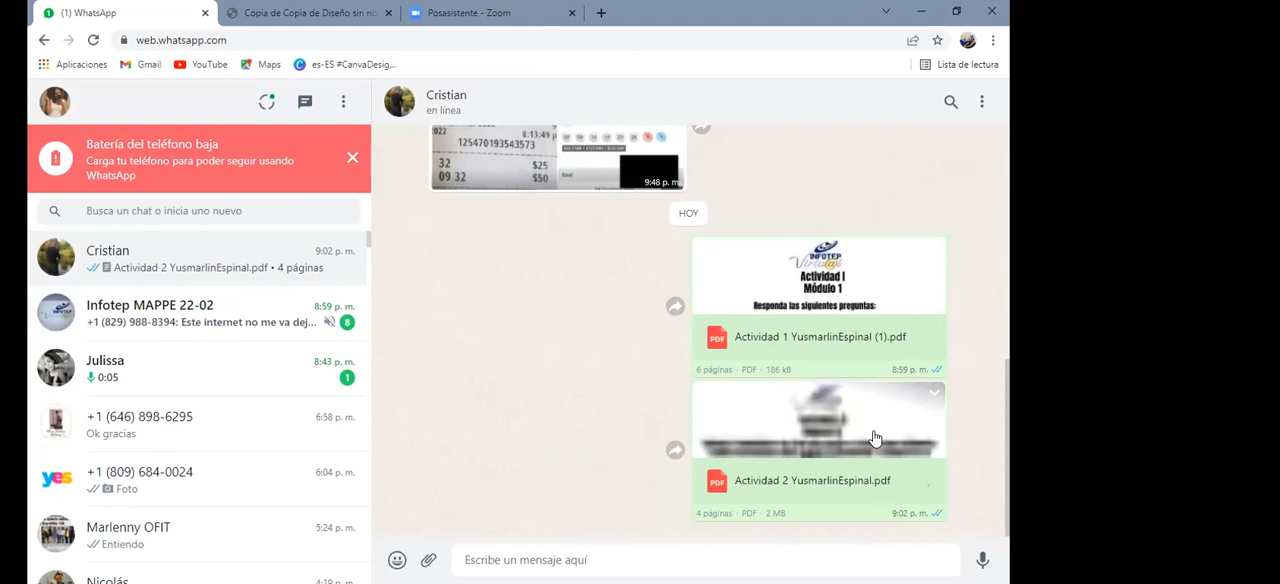 (1) WhatsApp
Copia de Copia de Diseño sin no
Posasistente - Zoom
web.whatsapp.com
Aplicaciones
Gmail
YouTube
Maps
es-ES #CanvaDesig...
Lista de lectura
Batería del teléfono baja
Carga tu teléfono para poder seguir usando
WhatsApp
Busca un chat o inicia uno nuevo
Cristian
9:02 p. m.
Actividad 2 YusmarlinEspinal.pdf • 4 páginas
Infotep MAPPE 22-02
8:59 p. m.
+1 (829) 988-8394: Este internet no me va dej...
8
Julissa
8:43 p. m.
0:05
1
+1 (646) 898-6295
6:58 p. m.
Ok gracias
+1 (809) 684-0024
6:04 p. m.
yes
Foto
Marlenny OFIT
5:24 p. m.
Entiendo
Nicolás
4:19 p. m.
Cristian
en línea
022
8:13:49 p
125470193543573
32
$25
09 32
$50
9:48 p. m.
HOY
INFOTEP
Virtual
Actividad I
Módulo 1
Responda las siguientes preguntas:
PDF
Actividad 1 YusmarlinEspinal (1).pdf
6 páginas · PDF · 186 kB
8:59 p. m.
PDF
Actividad 2 YusmarlinEspinal.pdf
4 páginas · PDF · 2 MB
9:02 p. m.
Escribe un mensaje aquí